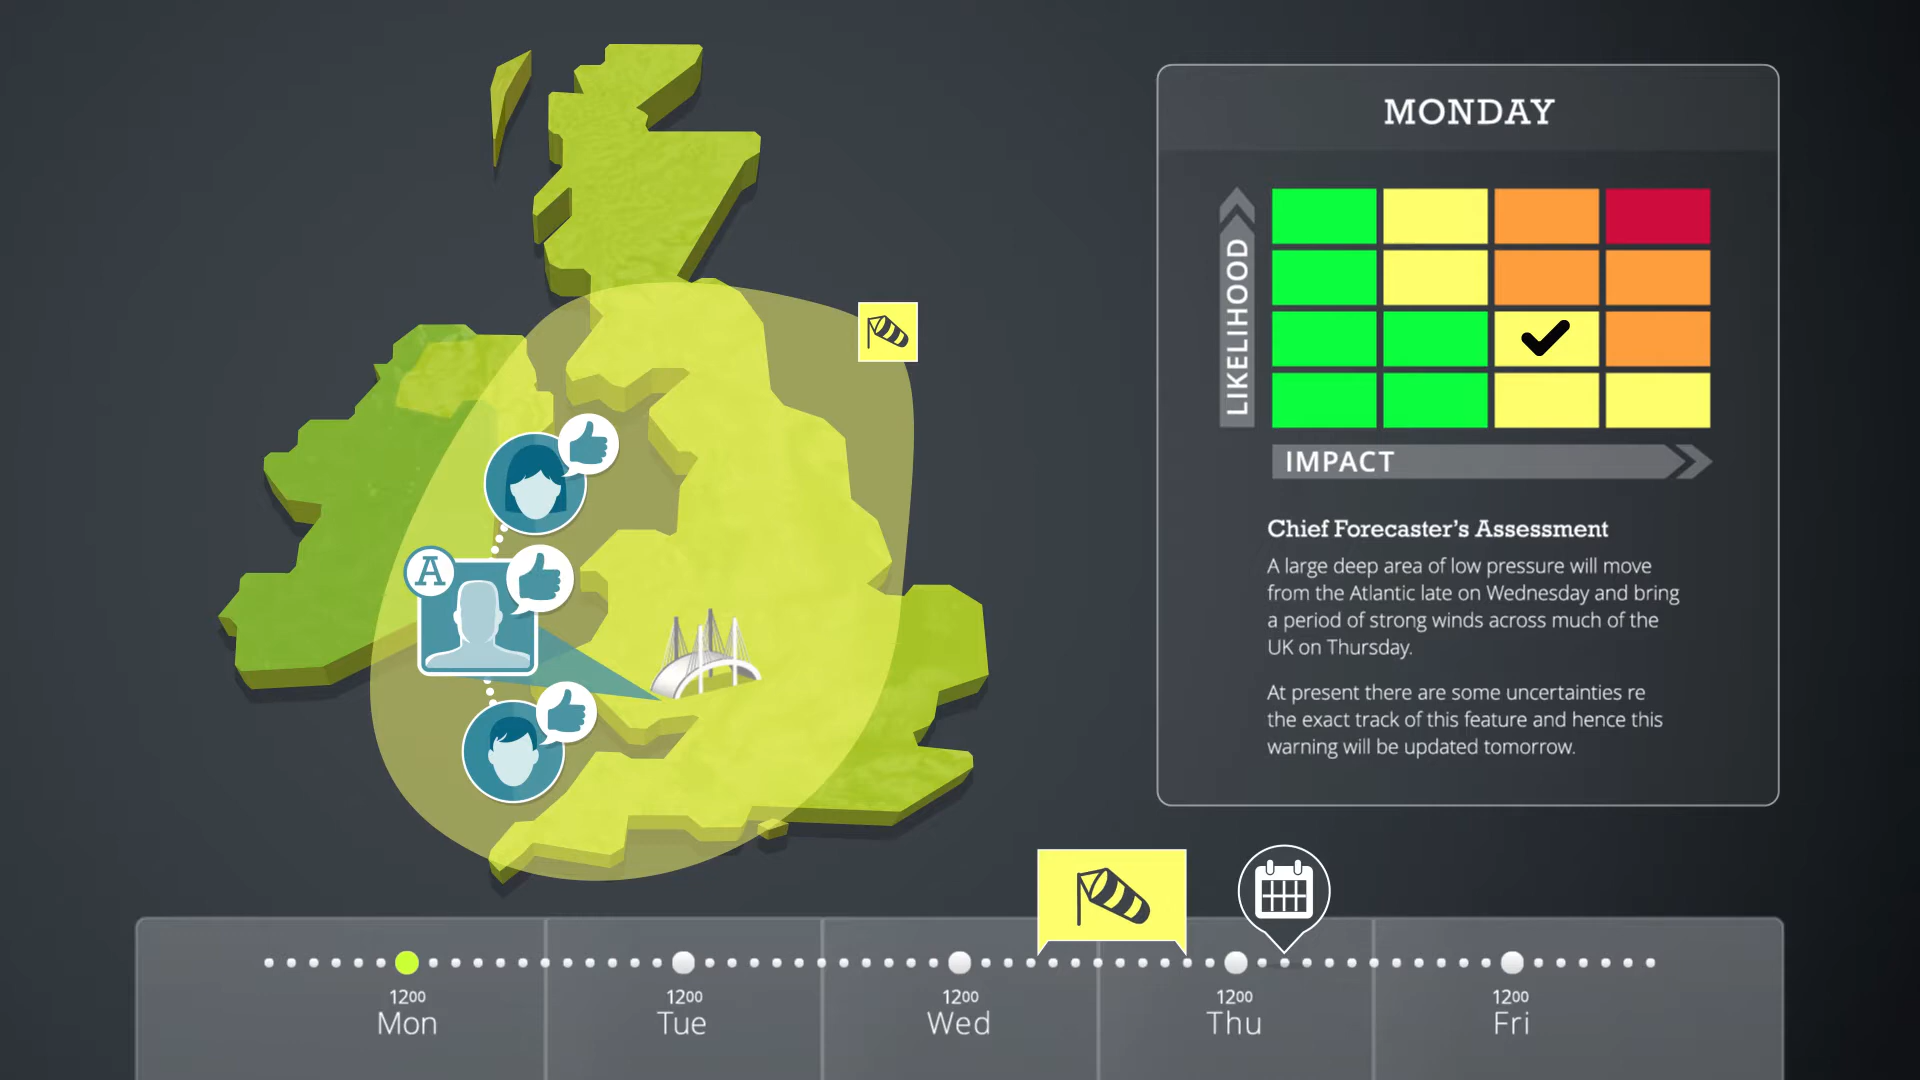 MONDAY
LIKELIHOOD
IMPACT
Chief Forecaster's Assessment
A large deep area of low pressure will move
from the Atlantic late on Wednesday and bring
a period of strong winds across much of the
UK on Thursday.
At present there are some uncertainties re
the exact track of this feature and hence this
warning will be updated tomorrow.
A
1200
Mon
1200
Tue
1200
Wed
1200
Thu
1200
Fri